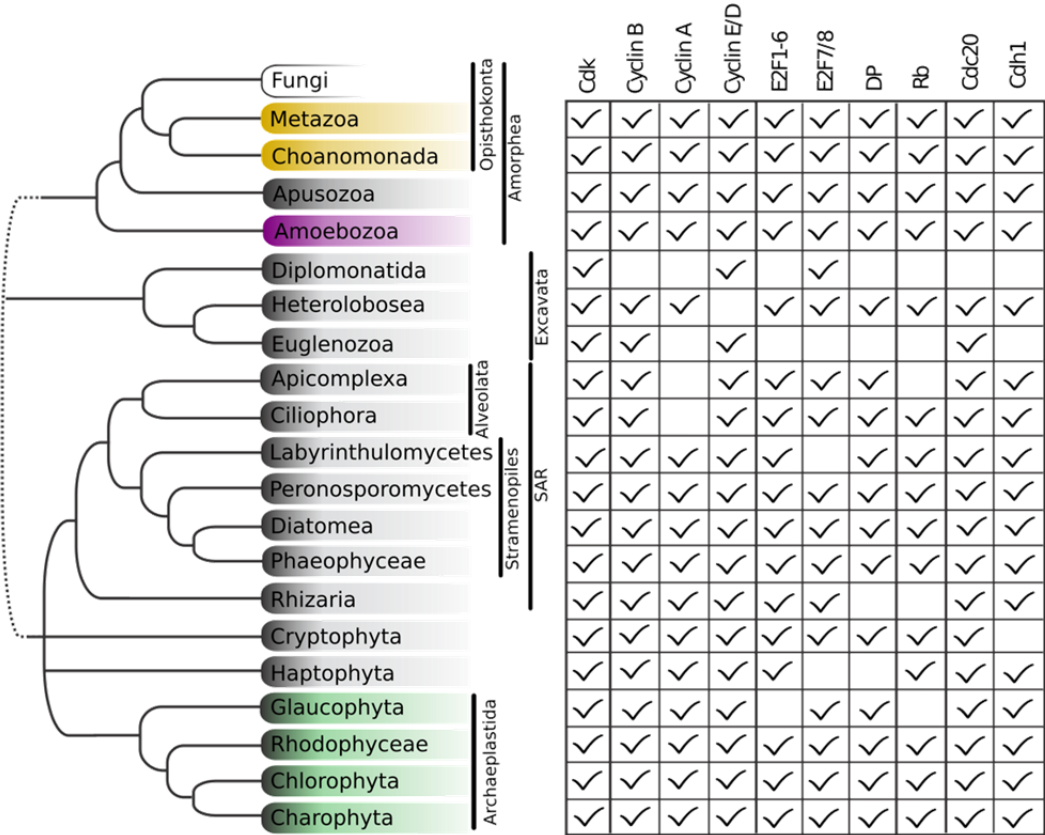 Cdk
Cyclin B
Cyclin A
Cyclin E/D
E2F1-6
E2F7/8
DP
Rb
Cdc20
Cdh1
Fungi
Metazoa
Choanomonada
Apusozoa
Amoebozoa
Diplomonatida
Heterolobosea
Euglenozoa
Apicomplexa
Ciliophora
Labyrinthulomycetes
Peronosporomycetes
Diatomea
Phaeophyceae
Rhizaria
Cryptophyta
Haptophyta
Glaucophyta
Rhodophyceae
Chlorophyta
Charophyta
Opisthokonta
Amorphea
Excavata
Alveolata
Stramenopiles
SAR
Archaeplastida